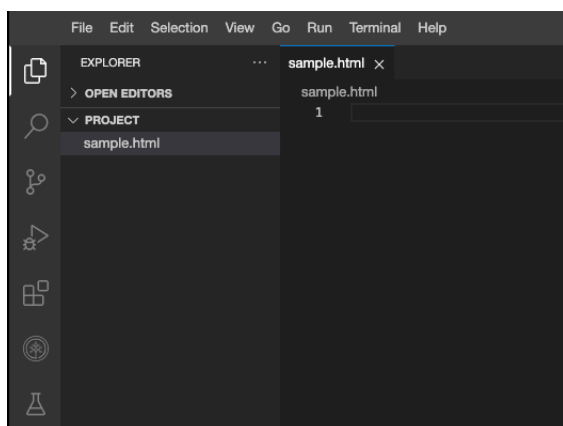 File Edit Selection View Go Run Terminal Help
EXPLORER ···
OPEN EDITORS
PROJECT
sample.html
sample.html ×
sample.html
1